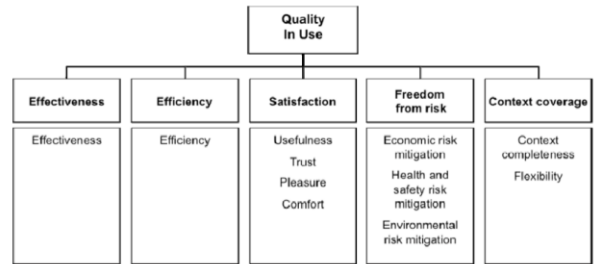 Quality
In Use
Effectiveness
Efficiency
Satisfaction
Freedom
from risk
Context coverage
Effectiveness
Efficiency
Usefulness
Trust
Pleasure
Comfort
Economic risk
mitigation
Health and
safety risk
mitigation
Environmental
risk mitigation
Context
completeness
Flexibility